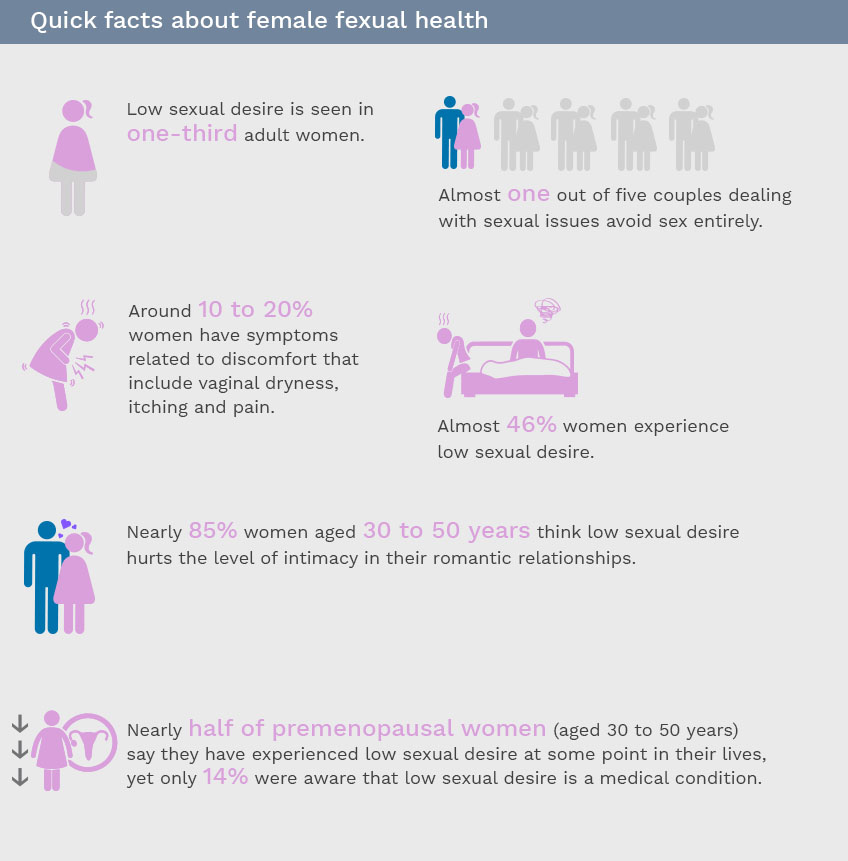 Quick facts about female fexual health
Low sexual desire is seen in
one-third adult women.
Almost one out of five couples dealing
with sexual issues avoid sex entirely.
Around 10 to 20%
women have symptoms
related to discomfort that
include vaginal dryness,
itching and pain.
Almost 46% women experience
low sexual desire.
Nearly 85% women aged 30 to 50 years think low sexual desire
hurts the level of intimacy in their romantic relationships.
Nearly half of premenopausal women (aged 30 to 50 years)
say they have experienced low sexual desire at some point in their lives,
yet only 14% were aware that low sexual desire is a medical condition.